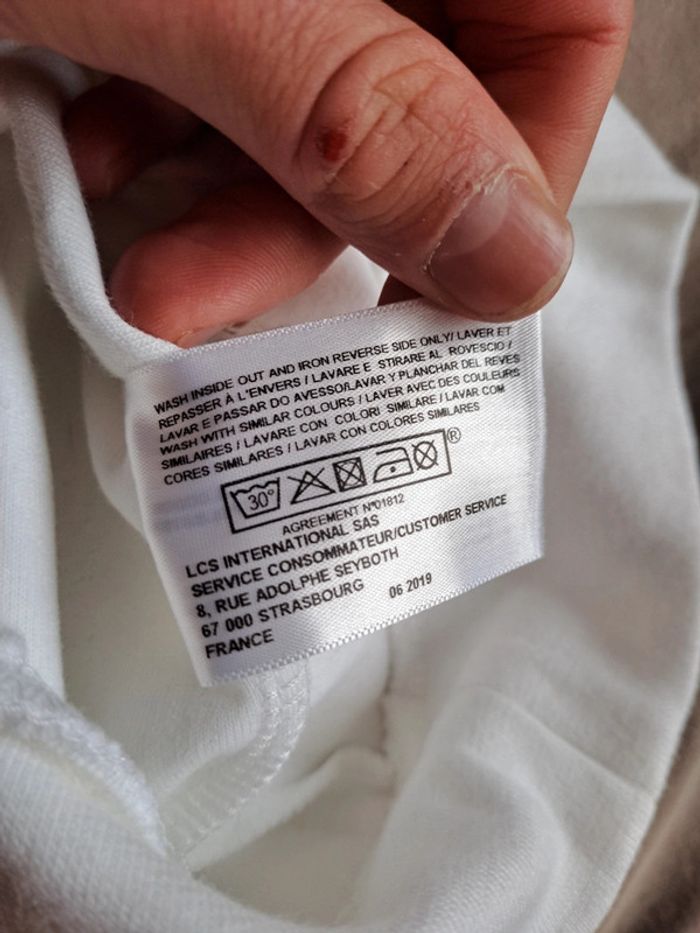 WASH INSIDE OUT AND IRON REVERSE SIDE ONLY/ LAVER ET
REPASSER À L'ENVERS / LAVARE E STIRARE AL ROVESCIO /
LAVAR E PASSAR DO AVESSO/LAVAR Y PLANCHAR DEL REVES
WASH WITH SIMILAR COLOURS / LAVER AVEC DES COULEURS
SIMILAIRES / LAVARE CON COLORI SIMILARE / LAVAR COM
CORES SIMILARES / LAVAR CON COLORES SIMILARES
30° ®
AGREEMENT N°01812
LCS INTERNATIONAL SAS
SERVICE CONSOMMATEUR/CUSTOMER SERVICE
8, RUE ADOLPHE SEYBOTH
67 000 STRASBOURG 06 2019
FRANCE